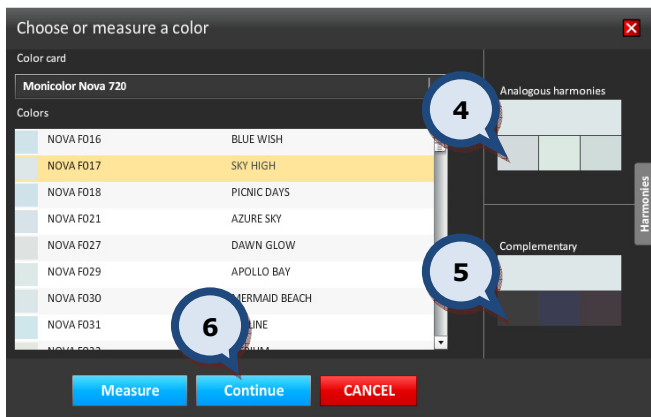 Choose or measure a color
Color card
Monicolor Nova 720
Colors
NOVA F016 BLUE WISH
NOVA F017 SKY HIGH
NOVA F018 PICNIC DAYS
NOVA F021 AZURE SKY
NOVA F027 DAWN GLOW
NOVA F029 APOLLO BAY
NOVA F030 MERMAID BEACH
NOVA F031
4
Analogous harmonies
Harmonies
5
Complementary
6
Measure
Continue
CANCEL